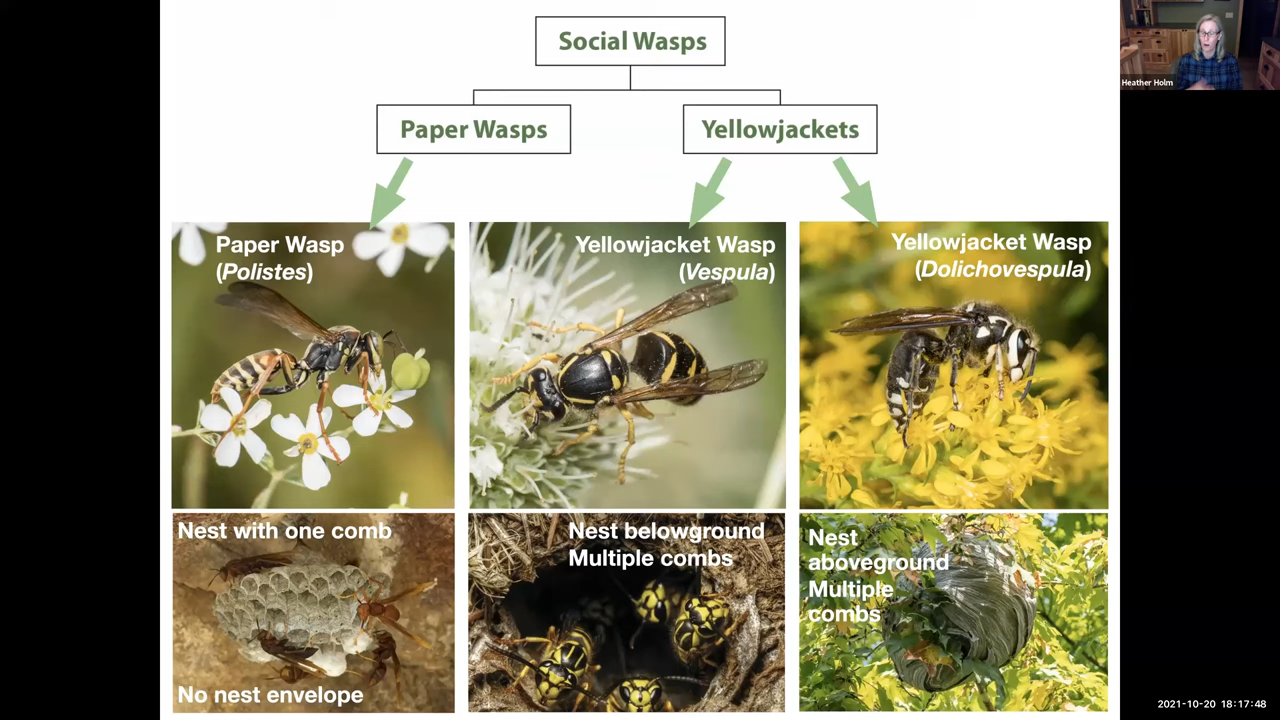 Social Wasps
Paper Wasps
Yellowjackets
Paper Wasp
(Polistes)
Yellowjacket Wasp
(Vespula)
Yellowjacket Wasp
(Dolichovespula)
Nest with one comb
No nest envelope
Nest belowground
Multiple combs
Nest
aboveground
Multiple
combs
Heather Holm
2021-10-20 18:17:48